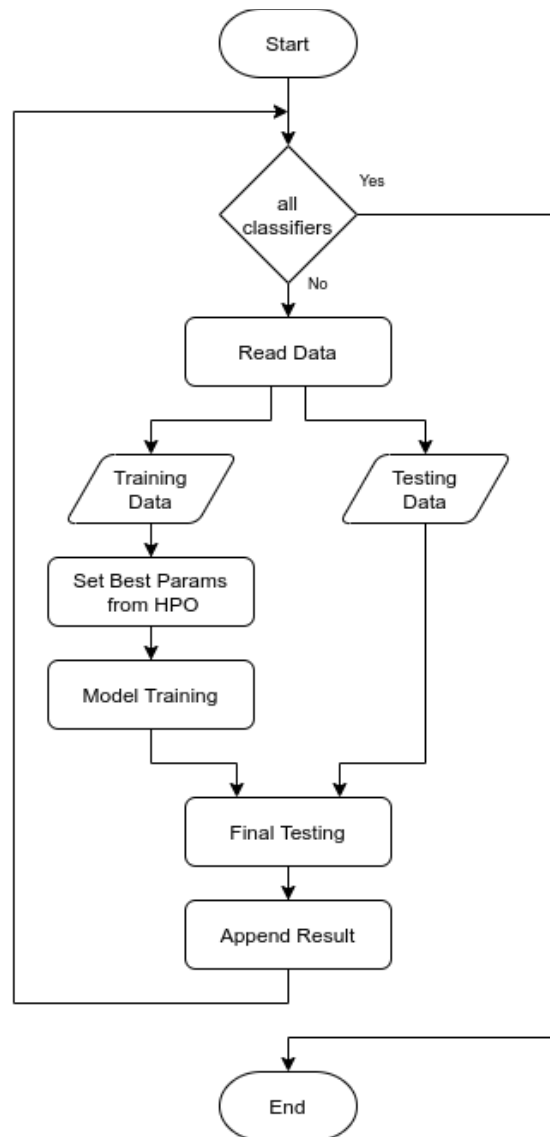 Start
all
classifiers
Yes
No
Read Data
Training
Data
Testing
Data
Set Best Params
from HPO
Model Training
Final Testing
Append Result
End